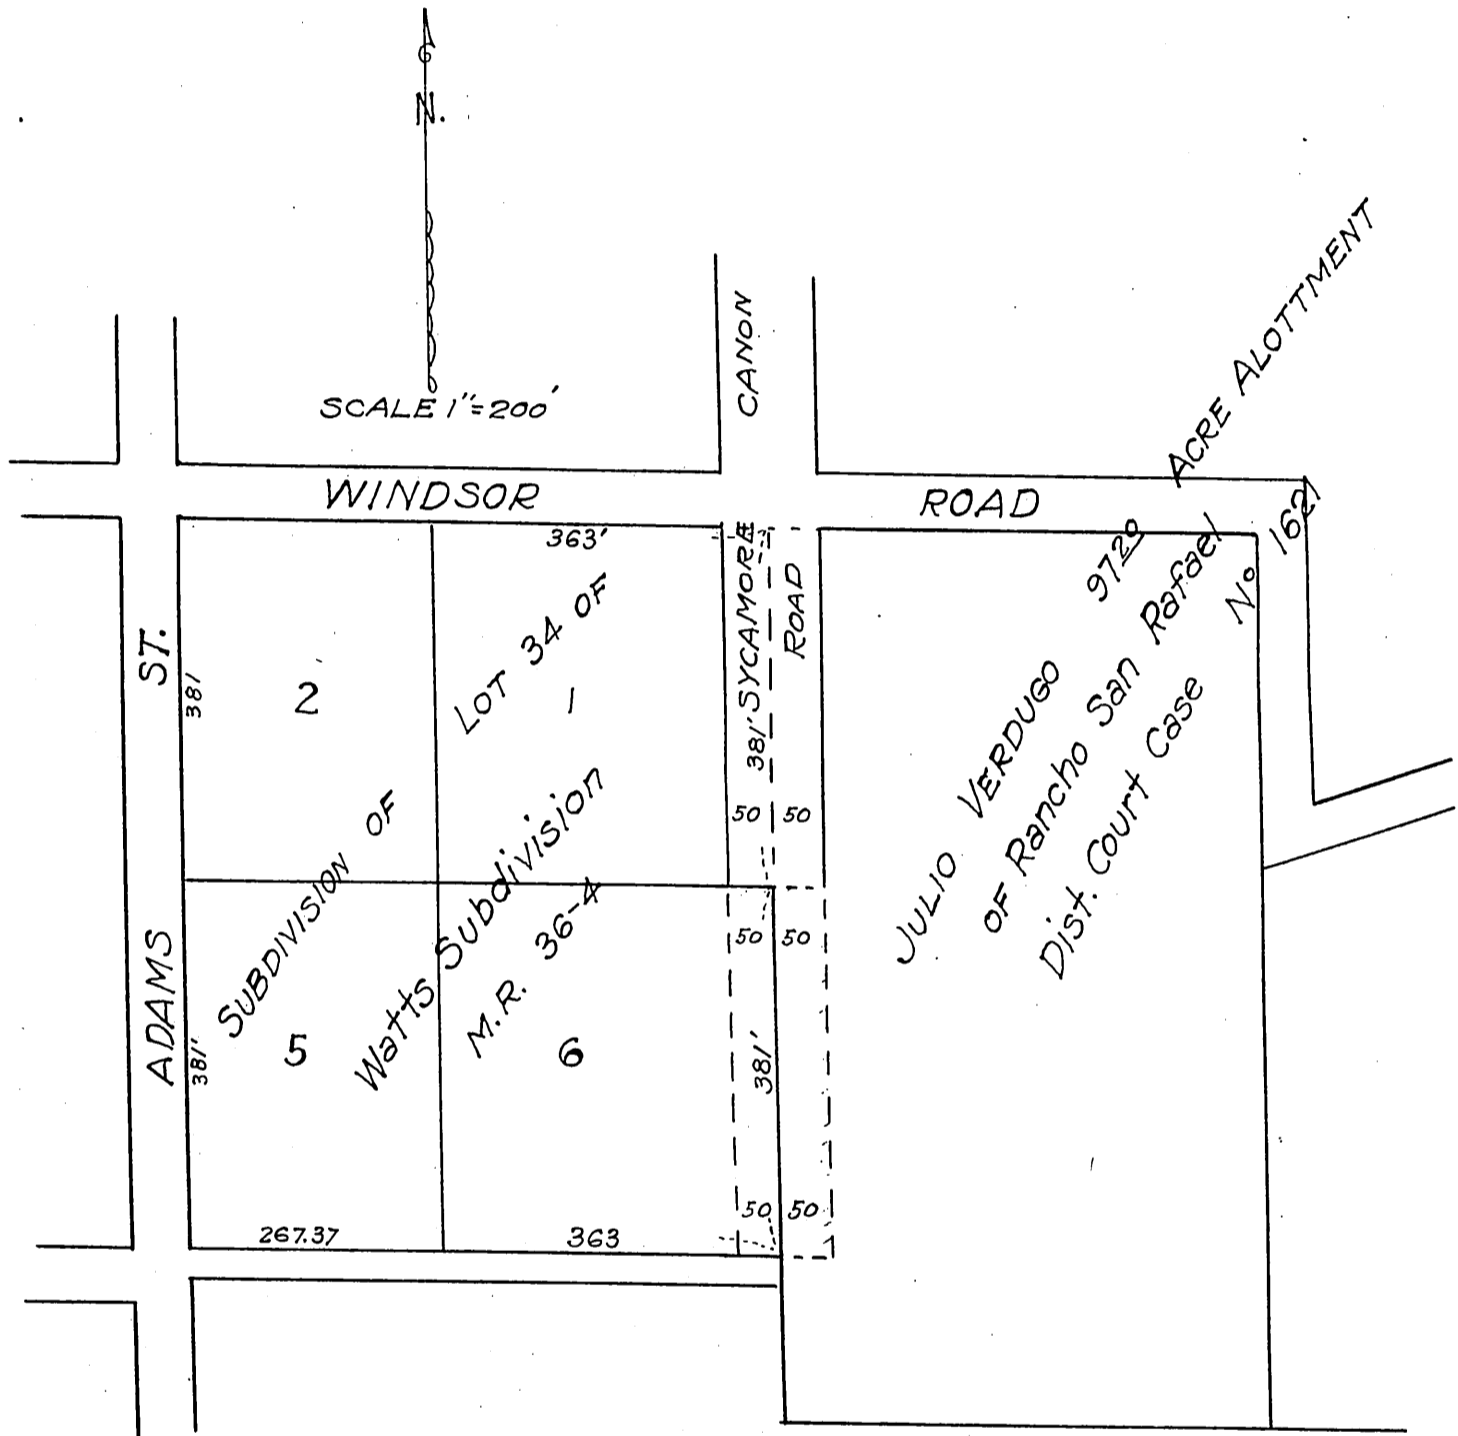 N.
SCALE 1"=200'
CANON
ACRE ALOTTMENT
WINDSOR ROAD
363'
SYCAMORE
ROAD
97 20
ST.
381
2
LOT 34 OF
1
381'
50 50
JULIO VERDUGO
OF Rancho San Rafael
Dist. Court Case Nº 1621
SUBDIVISION OF
Watts Subdivision
M.R. 36-4
50 50
ADAMS
381'
5
6
381'
50 50
267.37
363